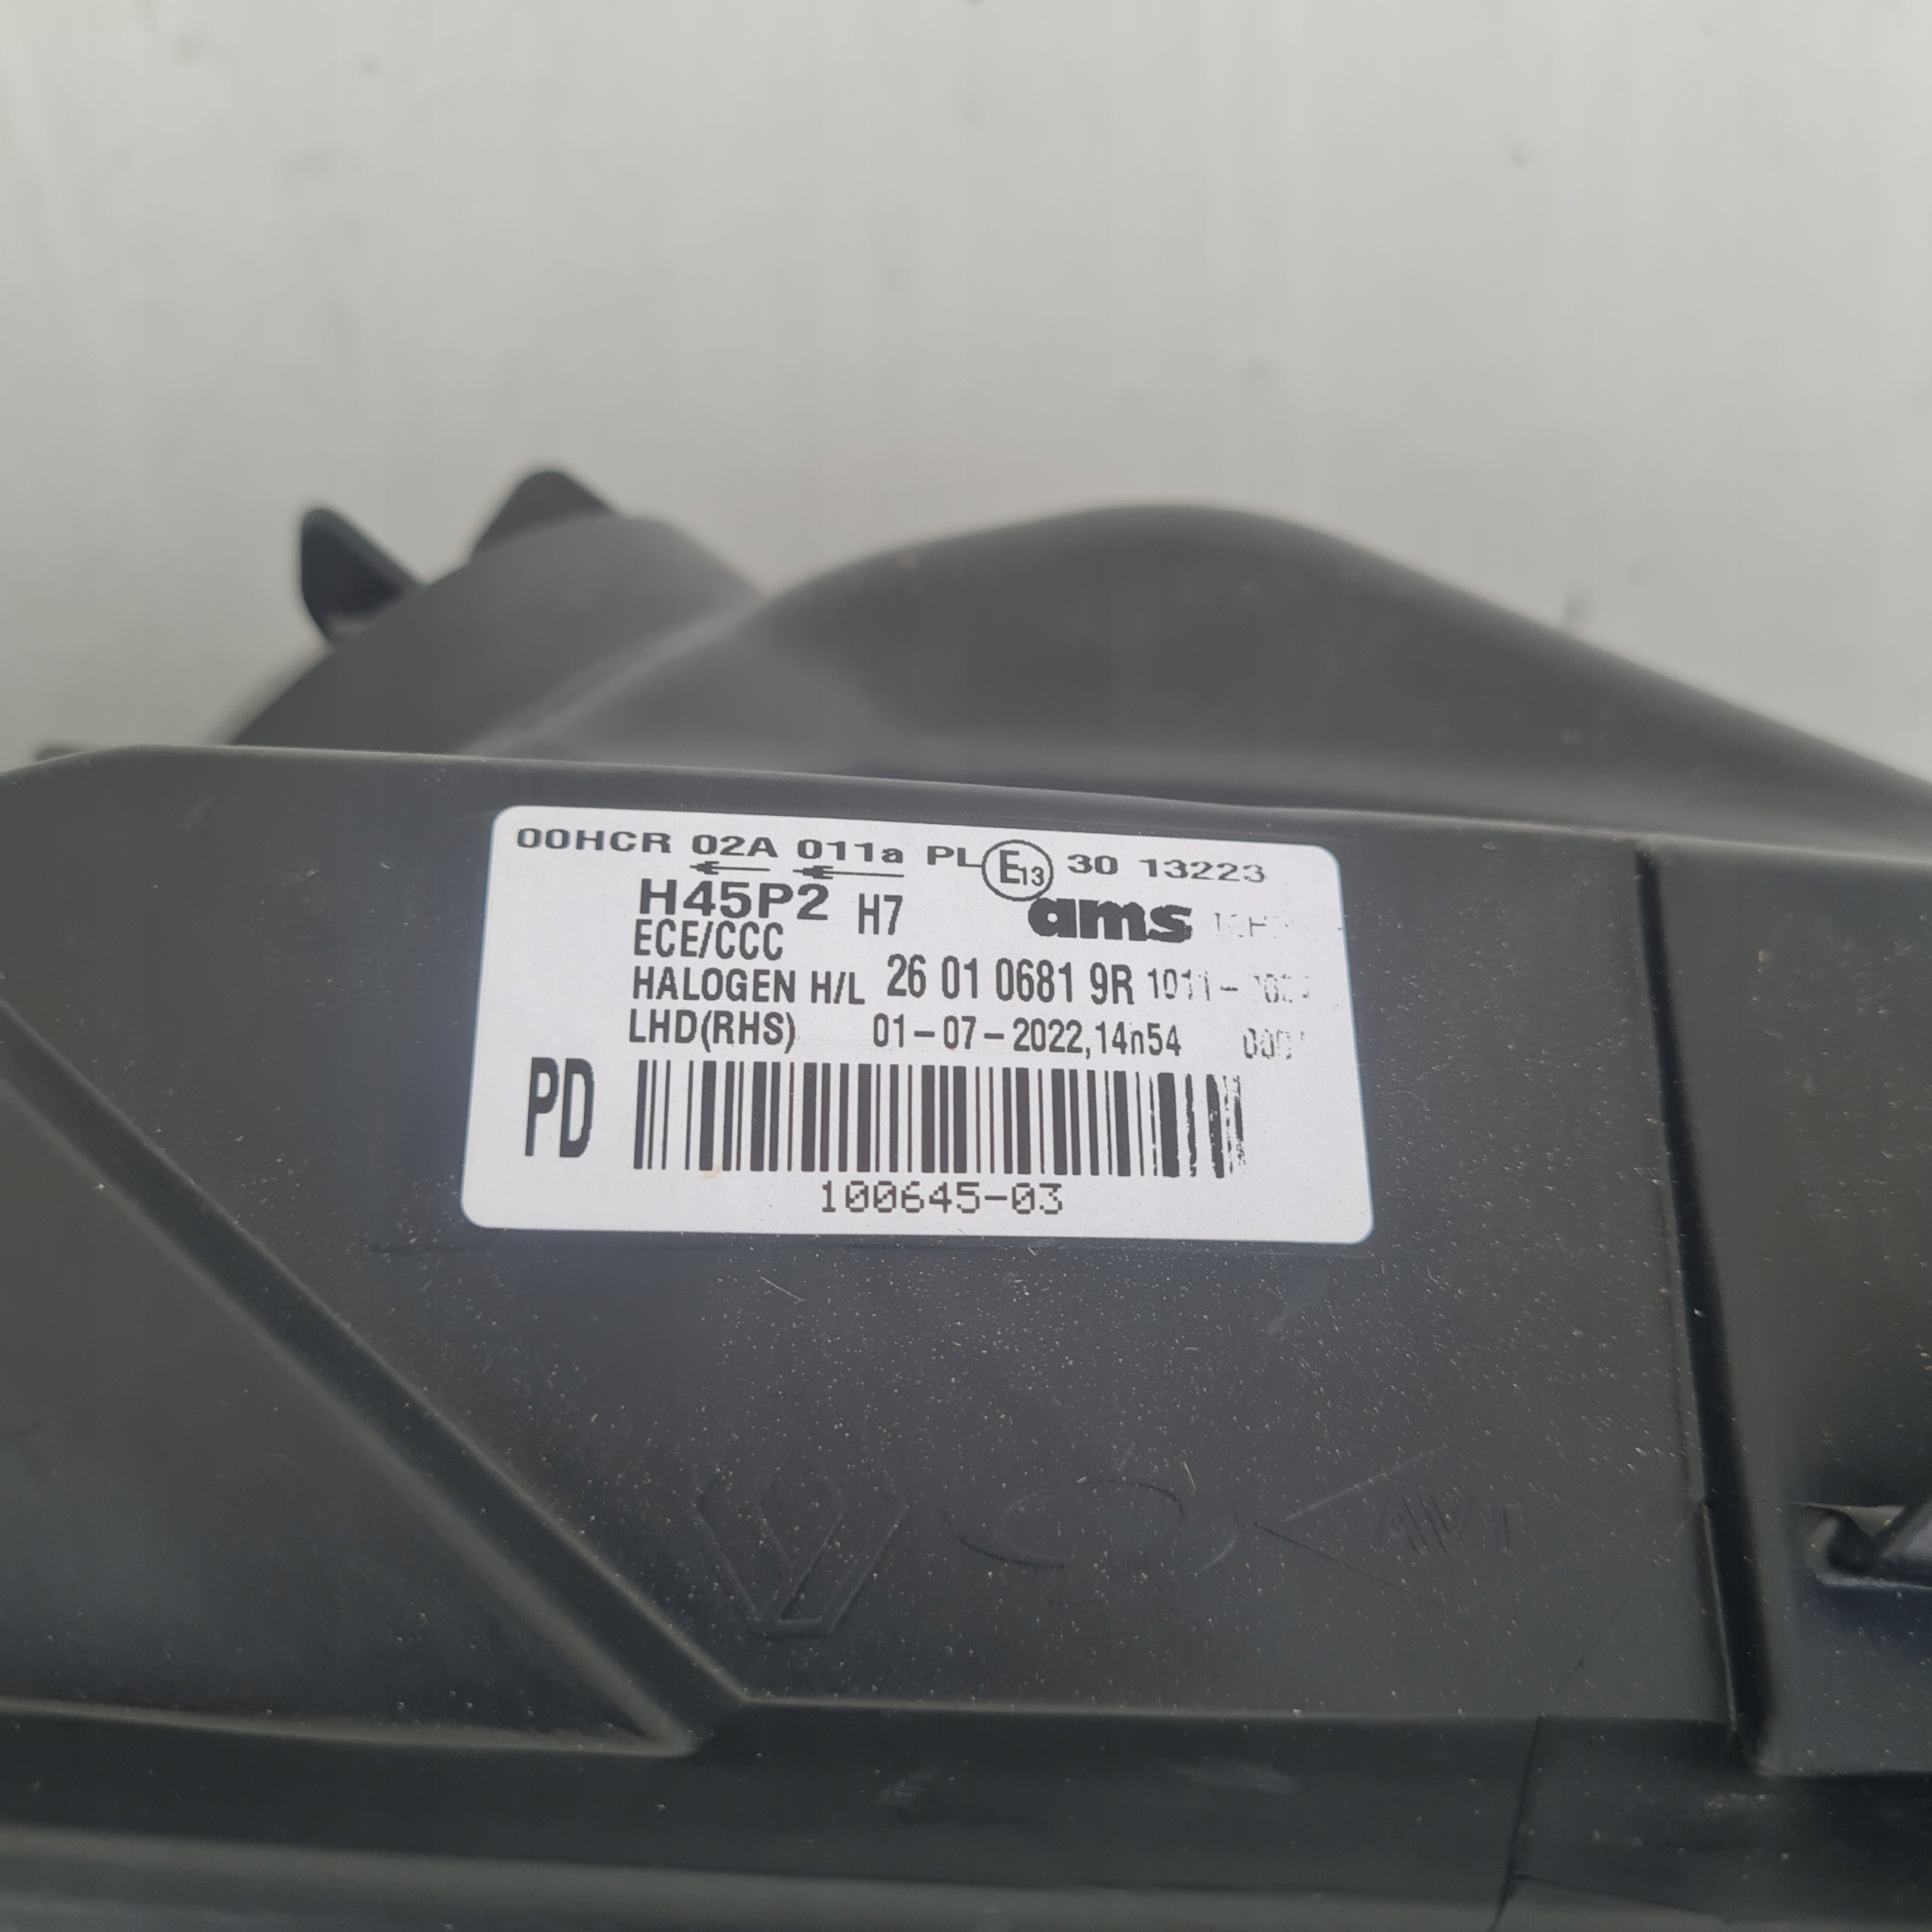 00HCR 02A 011a PL E13 30 13223
H45P2 H7 ams
ECE/CCC
HALOGEN H/L 26 01 0681 9R
LHD(RHS) 01-07-2022,14h54
PD
100645-03